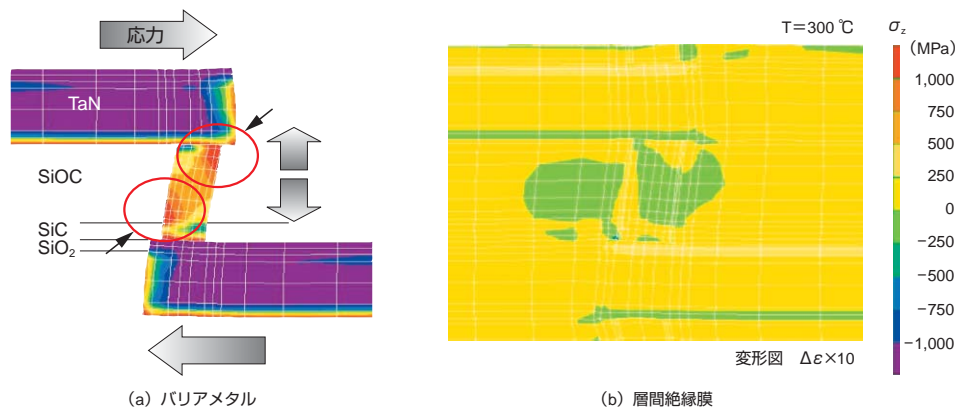 応力
TaN
SiOC
SiC
SiO₂
(a) バリアメタル
T=300 ℃
変形図 Δε×10
(b) 層間絶縁膜
σz
(MPa)
1,000
750
500
250
0
−250
−500
−750
−1,000